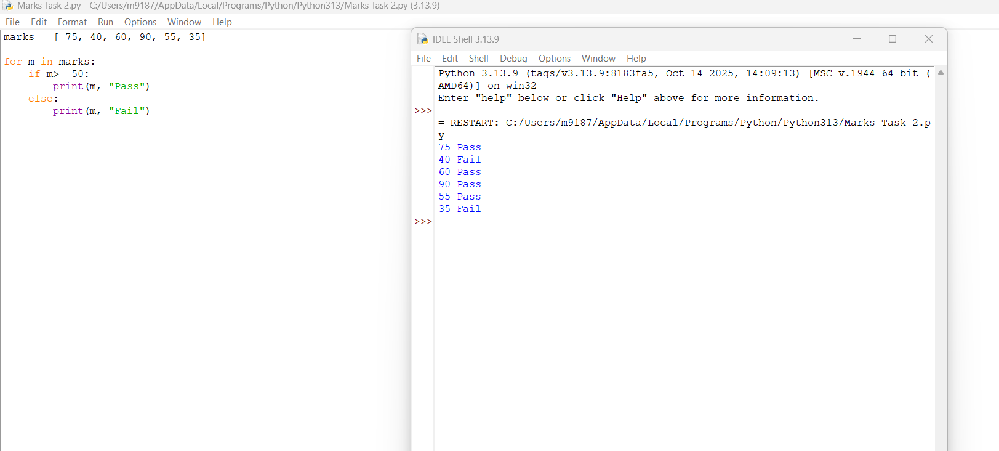 Marks Task 2.py - C:/Users/m9187/AppData/Local/Programs/Python/Python313/Marks Task 2.py (3.13.9)
File Edit Format Run Options Window Help
marks = [ 75, 40, 60, 90, 55, 35]
for m in marks:
    if m>= 50:
        print(m, "Pass")
    else:
        print(m, "Fail")
IDLE Shell 3.13.9
File Edit Shell Debug Options Window Help
Python 3.13.9 (tags/v3.13.9:8183fa5, Oct 14 2025, 14:09:13) [MSC v.1944 64 bit (
AMD64)] on win32
Enter "help" below or click "Help" above for more information.
>>>
= RESTART: C:/Users/m9187/AppData/Local/Programs/Python/Python313/Marks Task 2.p
y
75 Pass
40 Fail
60 Pass
90 Pass
55 Pass
35 Fail
>>>